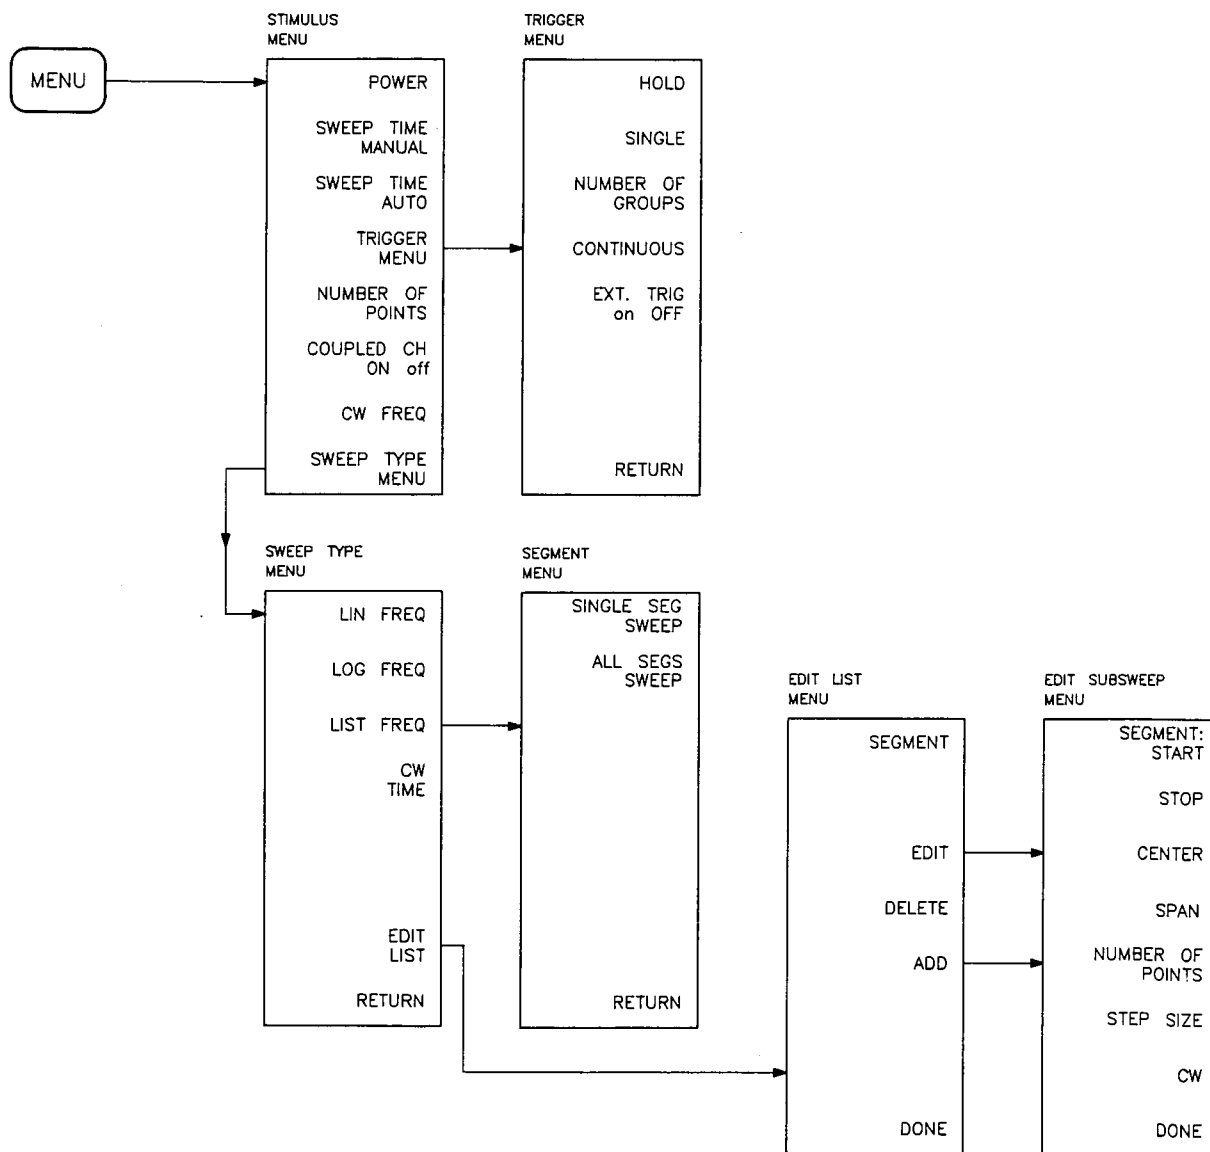 MENU
STIMULUS
MENU
POWER
SWEEP TIME
MANUAL
SWEEP TIME
AUTO
TRIGGER
MENU
NUMBER OF
POINTS
COUPLED CH
ON off
CW FREQ
SWEEP TYPE
MENU
TRIGGER
MENU
HOLD
SINGLE
NUMBER OF
GROUPS
CONTINUOUS
EXT. TRIG
on OFF
RETURN
SWEEP TYPE
MENU
LIN FREQ
LOG FREQ
LIST FREQ
CW
TIME
EDIT
LIST
RETURN
SEGMENT
MENU
SINGLE SEG
SWEEP
ALL SEGS
SWEEP
RETURN
EDIT LIST
MENU
SEGMENT
EDIT
DELETE
ADD
DONE
EDIT SUBSWEEP
MENU
SEGMENT:
START
STOP
CENTER
SPAN
NUMBER OF
POINTS
STEP SIZE
CW
DONE